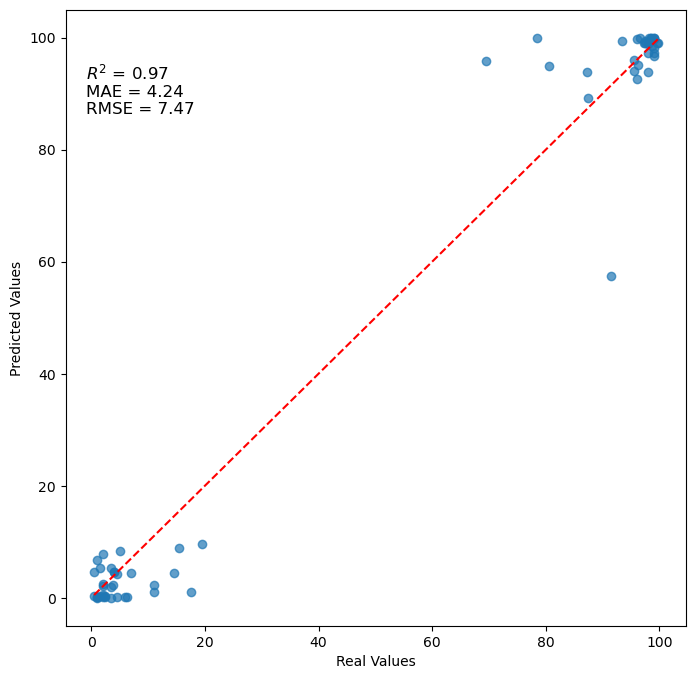 100
80
60
40
20
0
Predicted Values
R² = 0.97
MAE = 4.24
RMSE = 7.47
0 20 40 60 80 100
Real Values